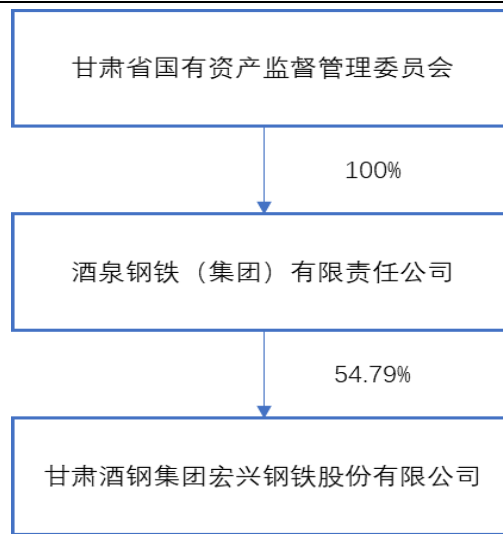 甘肃省国有资产监督管理委员会
100%
酒泉钢铁（集团）有限责任公司
54.79%
甘肃酒钢集团宏兴钢铁股份有限公司